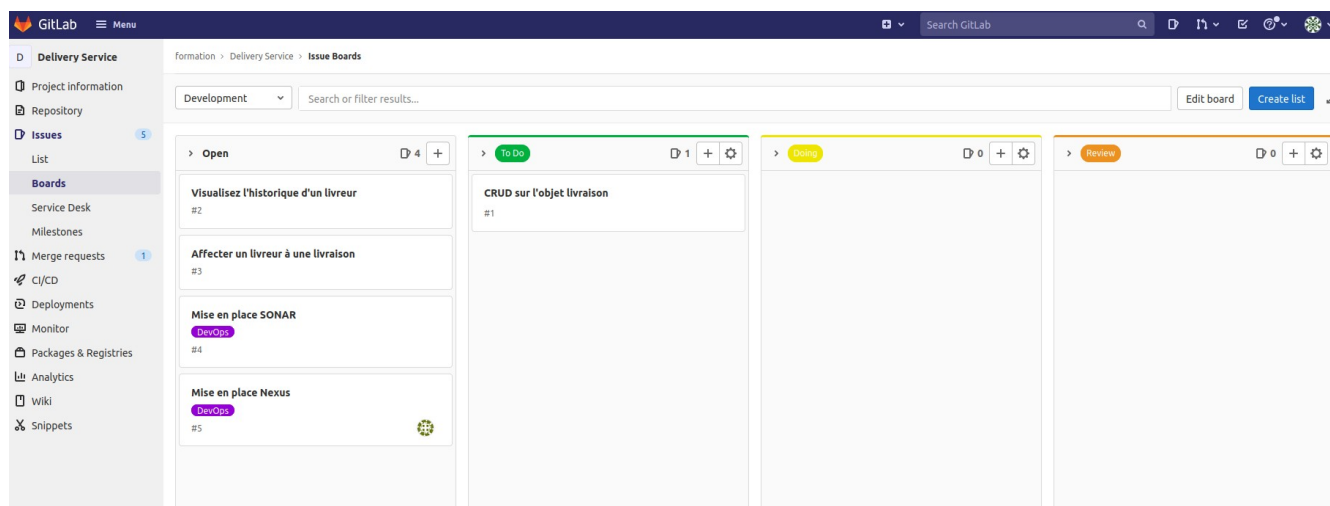 GitLab Menu Search GitLab
D Delivery Service
Project information
Repository
Issues 5
List
Boards
Service Desk
Milestones
Merge requests 1
CI/CD
Deployments
Monitor
Packages & Registries
Analytics
Wiki
Snippets
formation > Delivery Service > Issue Boards
Development Search or filter results... Edit board Create list
Open 4
Visualisez l'historique d'un livreur
#2
Affecter un livreur à une livraison
#3
Mise en place SONAR
DevOps
#4
Mise en place Nexus
DevOps
#5
To Do 1
CRUD sur l'objet livraison
#1
Doing 0
Review 0